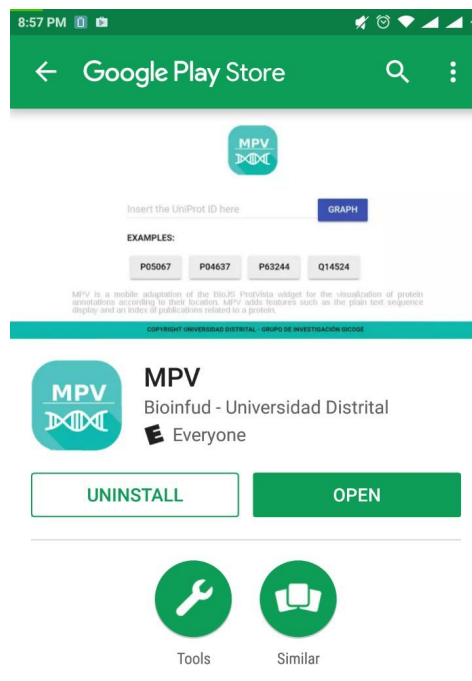 8:57 PM
Google Play Store
MPV
Insert the UniProt ID here
GRAPH
EXAMPLES:
P05067 P04637 P63244 Q14524
MPV is a mobile adaptation of the BioJS ProtVista widget for the visualization of protein
annotations according to their location. MPV adds features such as the plain text sequence
display and an index of publications related to a protein.
COPYRIGHT UNIVERSIDAD DISTRITAL - GRUPO DE INVESTIGACIÓN GICOGE
MPV
MPV
Bioinfud - Universidad Distrital
E Everyone
UNINSTALL
OPEN
Tools
Similar